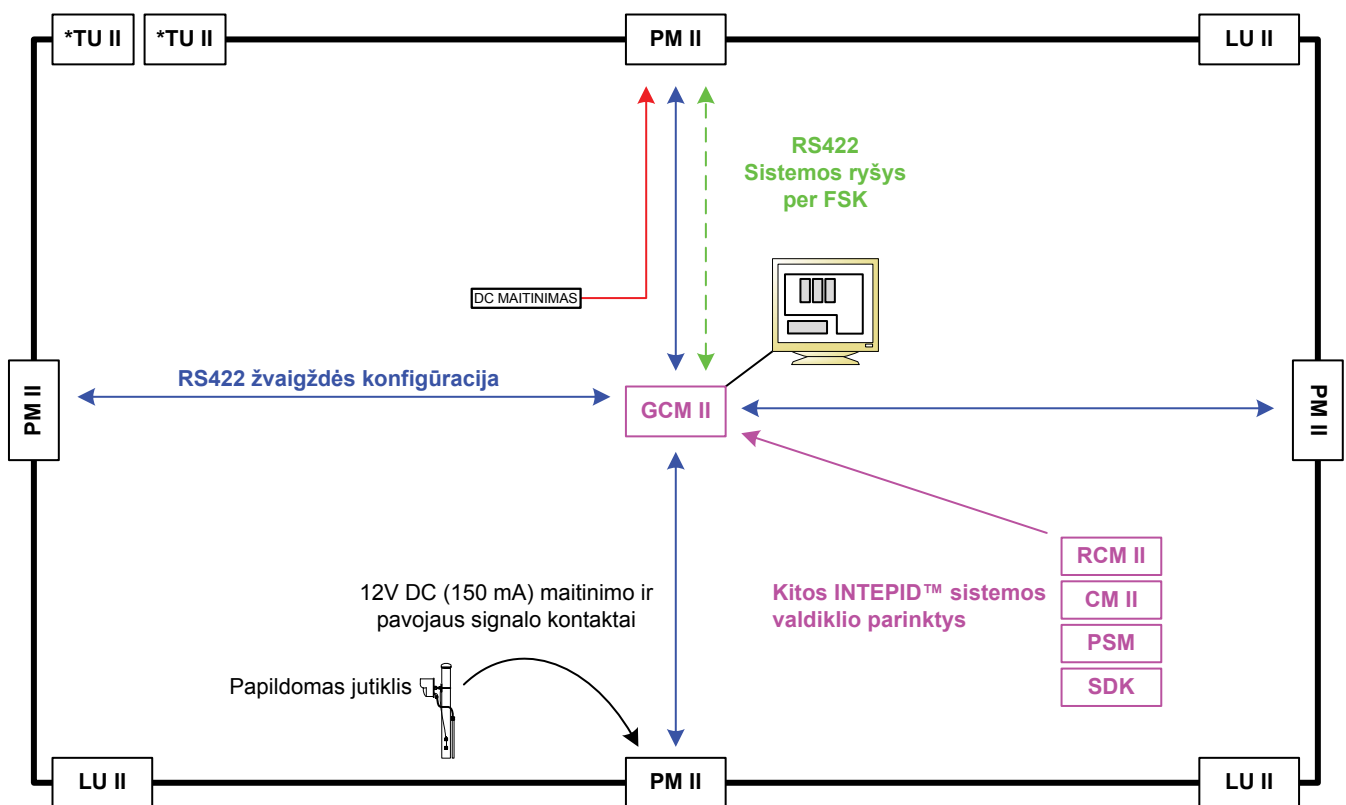 *TU II
*TU II
PM II
LU II
RS422
Sistemos ryšys
per FSK
DC MAITINIMAS
PM II
RS422 žvaigždės konfigūracija
GCM II
PM II
RCM II
CM II
PSM
SDK
Kitos INTEPID™ sistemos
valdiklio parinktys
12V DC (150 mA) maitinimo ir
pavojaus signalo kontaktai
Papildomas jutiklis
LU II
PM II
LU II